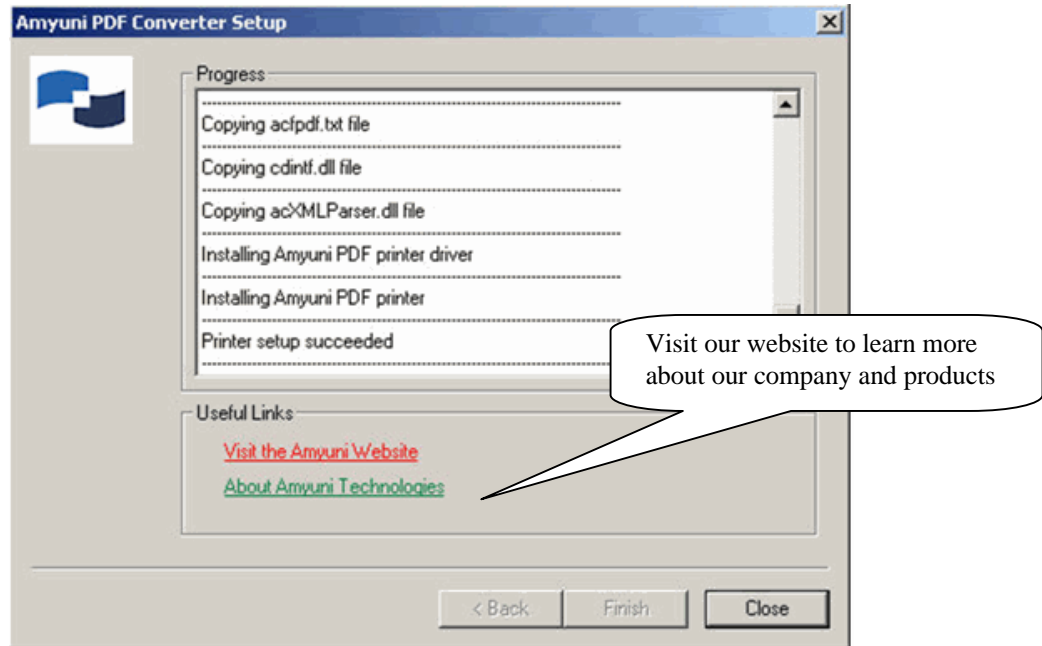 Amyuni PDF Converter Setup
Progress
Copying acfpdf.txt file
Copying cdintf.dll file
Copying acXMLParser.dll file
Installing Amyuni PDF printer driver
Installing Amyuni PDF printer
Printer setup succeeded
Visit our website to learn more
about our company and products
Useful Links
Visit the Amyuni Website
About Amyuni Technologies
< Back
Finish
Close